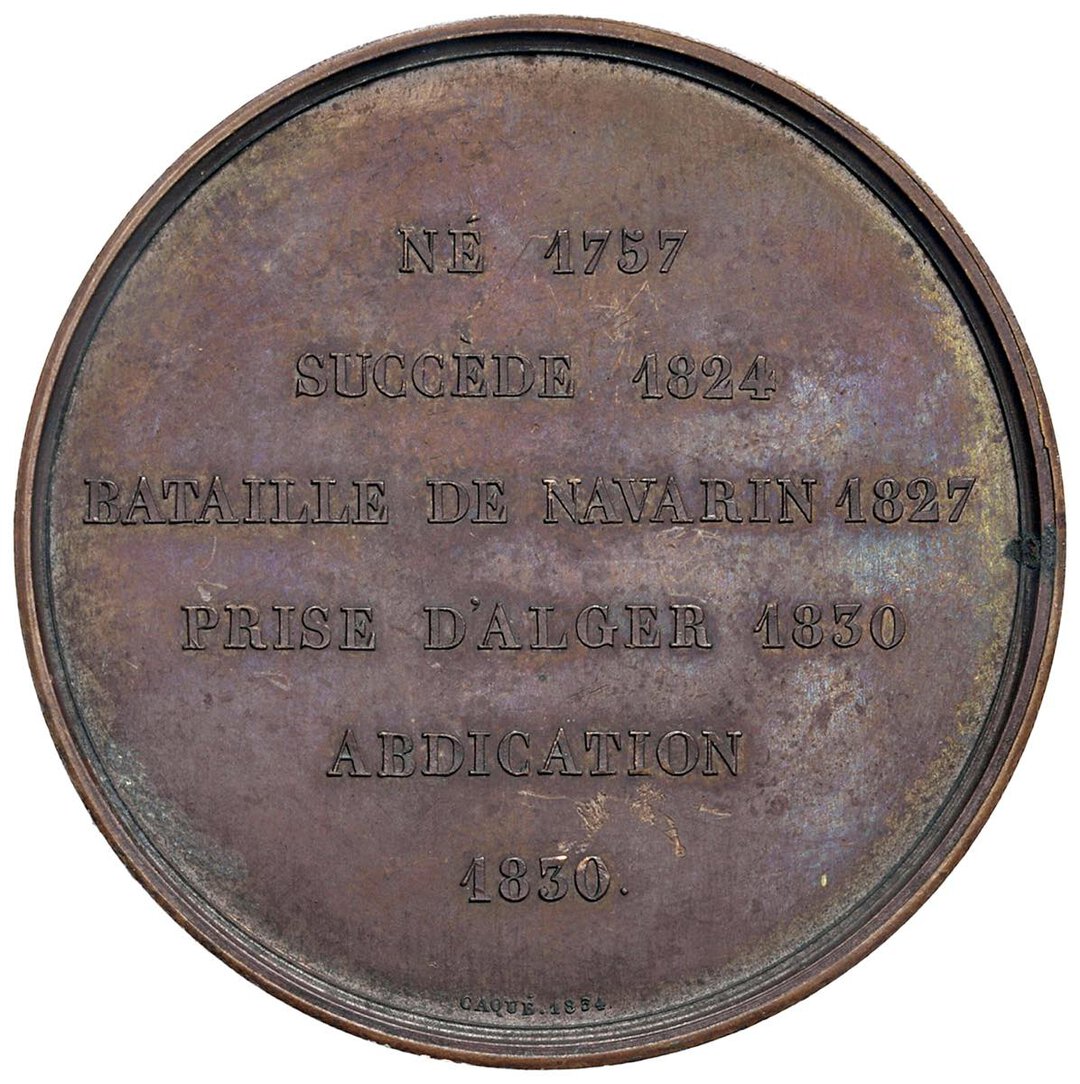 NÉ 1757
SUCCÈDE 1824
BATAILLE DE NAVARIN 1827
PRISE D'ALGER 1830
ABDICATION
1830.
CAQUÉ. 1834.